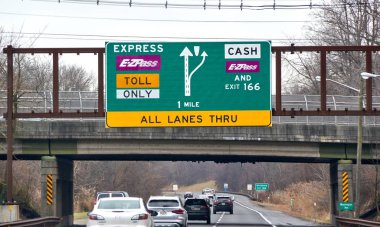 EXPRESS
E-ZPass
TOLL
ONLY
CASH
E-ZPass
AND
EXIT 166
1 MILE
ALL LANES THRU